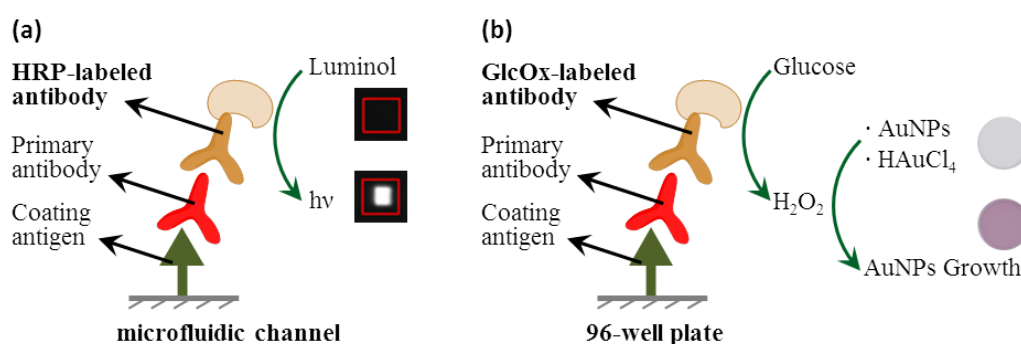 (a)
HRP-labeled
antibody
Luminol
Primary
antibody
Coating
antigen
hν
microfluidic channel
(b)
GlcOx-labeled
antibody
Glucose
Primary
antibody
Coating
antigen
H₂O₂
· AuNPs
· HAuCl₄
AuNPs Growth
96-well plate